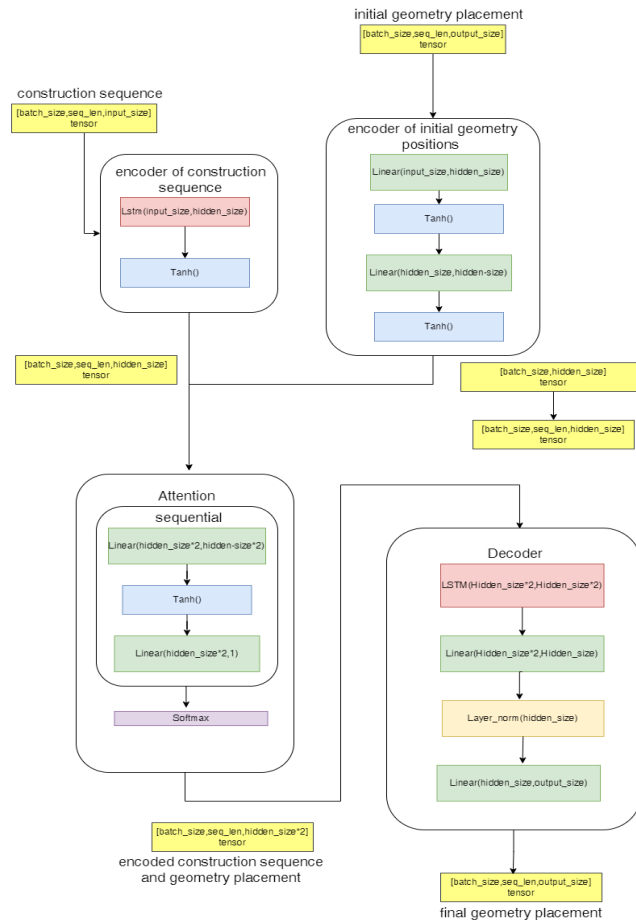 initial geometry placement
[batch_size,seq_len,output_size]
tensor
construction sequence
[batch_size,seq_len,input_size]
tensor
encoder of construction
sequence
Lstm(input_size,hidden_size)
Tanh()
encoder of initial geometry
positions
Linear(input_size,hidden_size)
Tanh()
Linear(hidden_size,hidden-size)
Tanh()
[batch_size,seq_len,hidden_size]
tensor
[batch_size,hidden_size]
tensor
[batch_size,seq_len,hidden_size]
tensor
Attention
sequential
Linear(hidden_size*2,hidden-size*2)
Tanh()
Linear(hidden_size*2,1)
Softmax
Decoder
LSTM(Hidden_size*2,Hidden_size*2)
Linear(Hidden_size*2,Hidden_size)
Layer_norm(hidden_size)
Linear(hidden_size,output_size)
[batch_size,seq_len,hidden_size*2]
tensor
encoded construction sequence
and geometry placement
[batch_size,seq_len,output_size]
tensor
final geometry placement